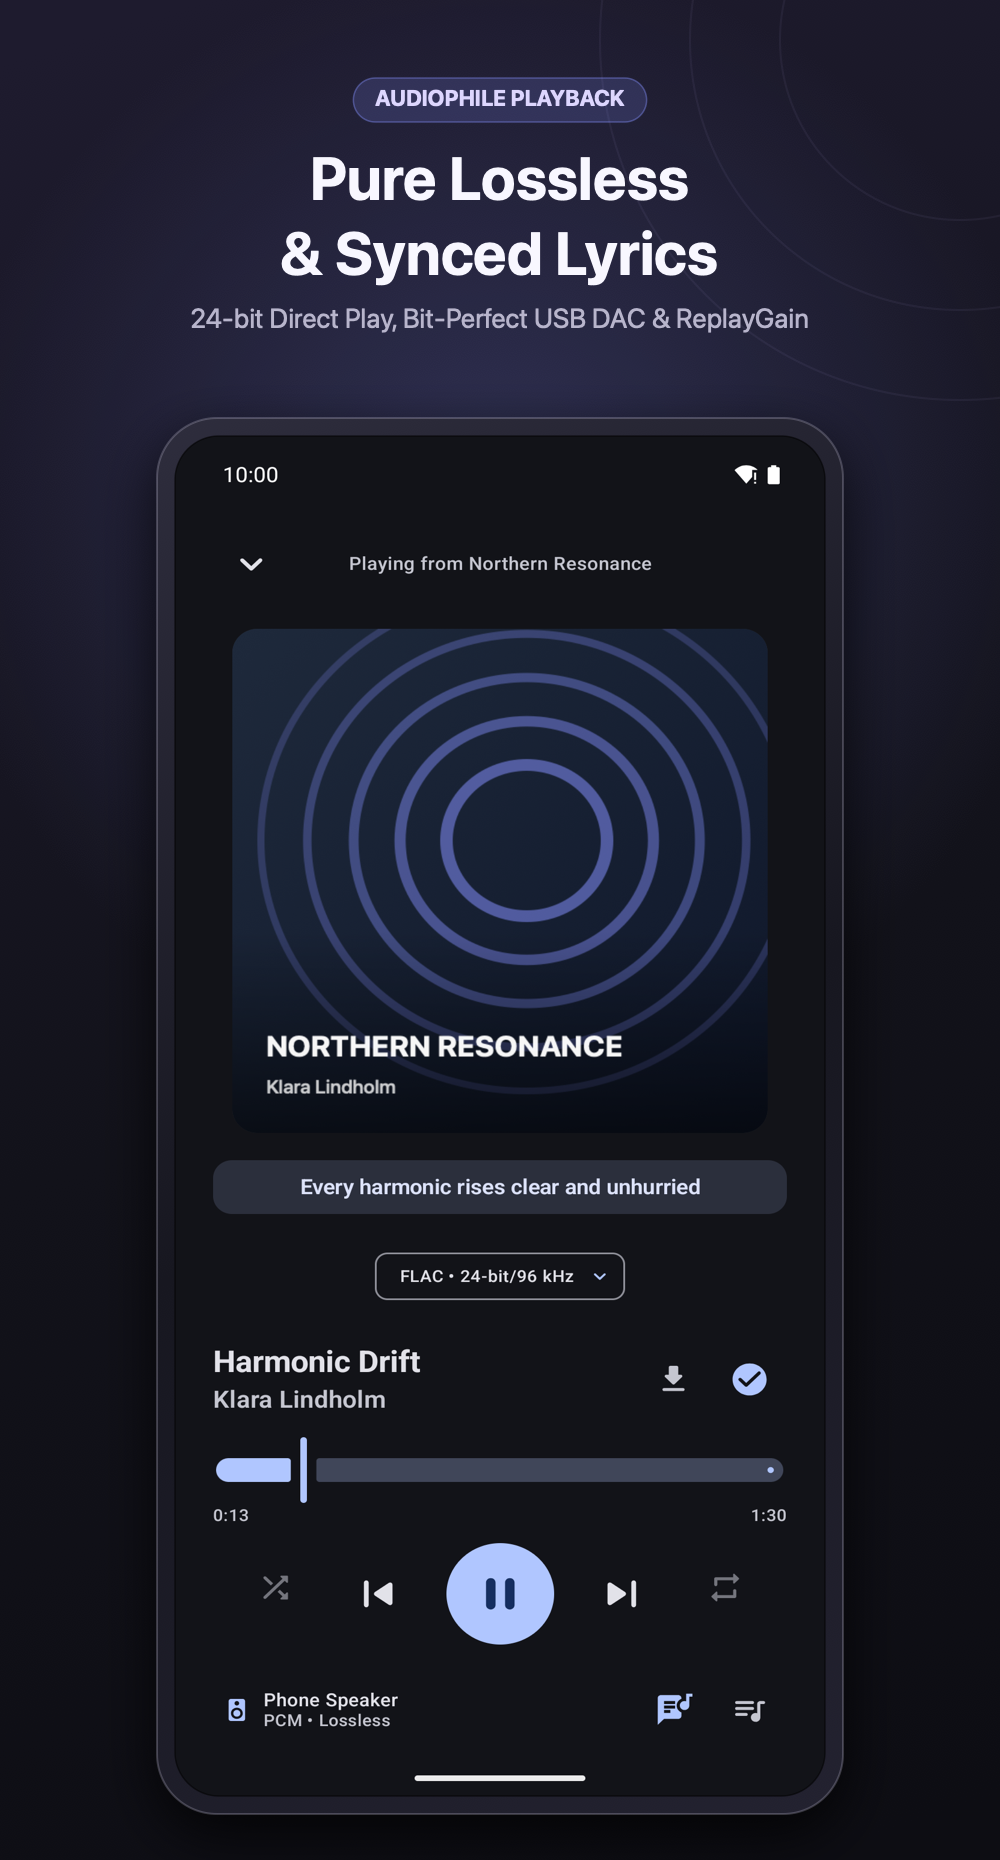 AUDIOPHILE PLAYBACK
Pure Lossless
& Synced Lyrics
24-bit Direct Play, Bit-Perfect USB DAC & ReplayGain
10:00
Playing from Northern Resonance
NORTHERN RESONANCE
Klara Lindholm
Every harmonic rises clear and unhurried
FLAC • 24-bit/96 kHz
Harmonic Drift
Klara Lindholm
0:13 1:30
Phone Speaker
PCM • Lossless